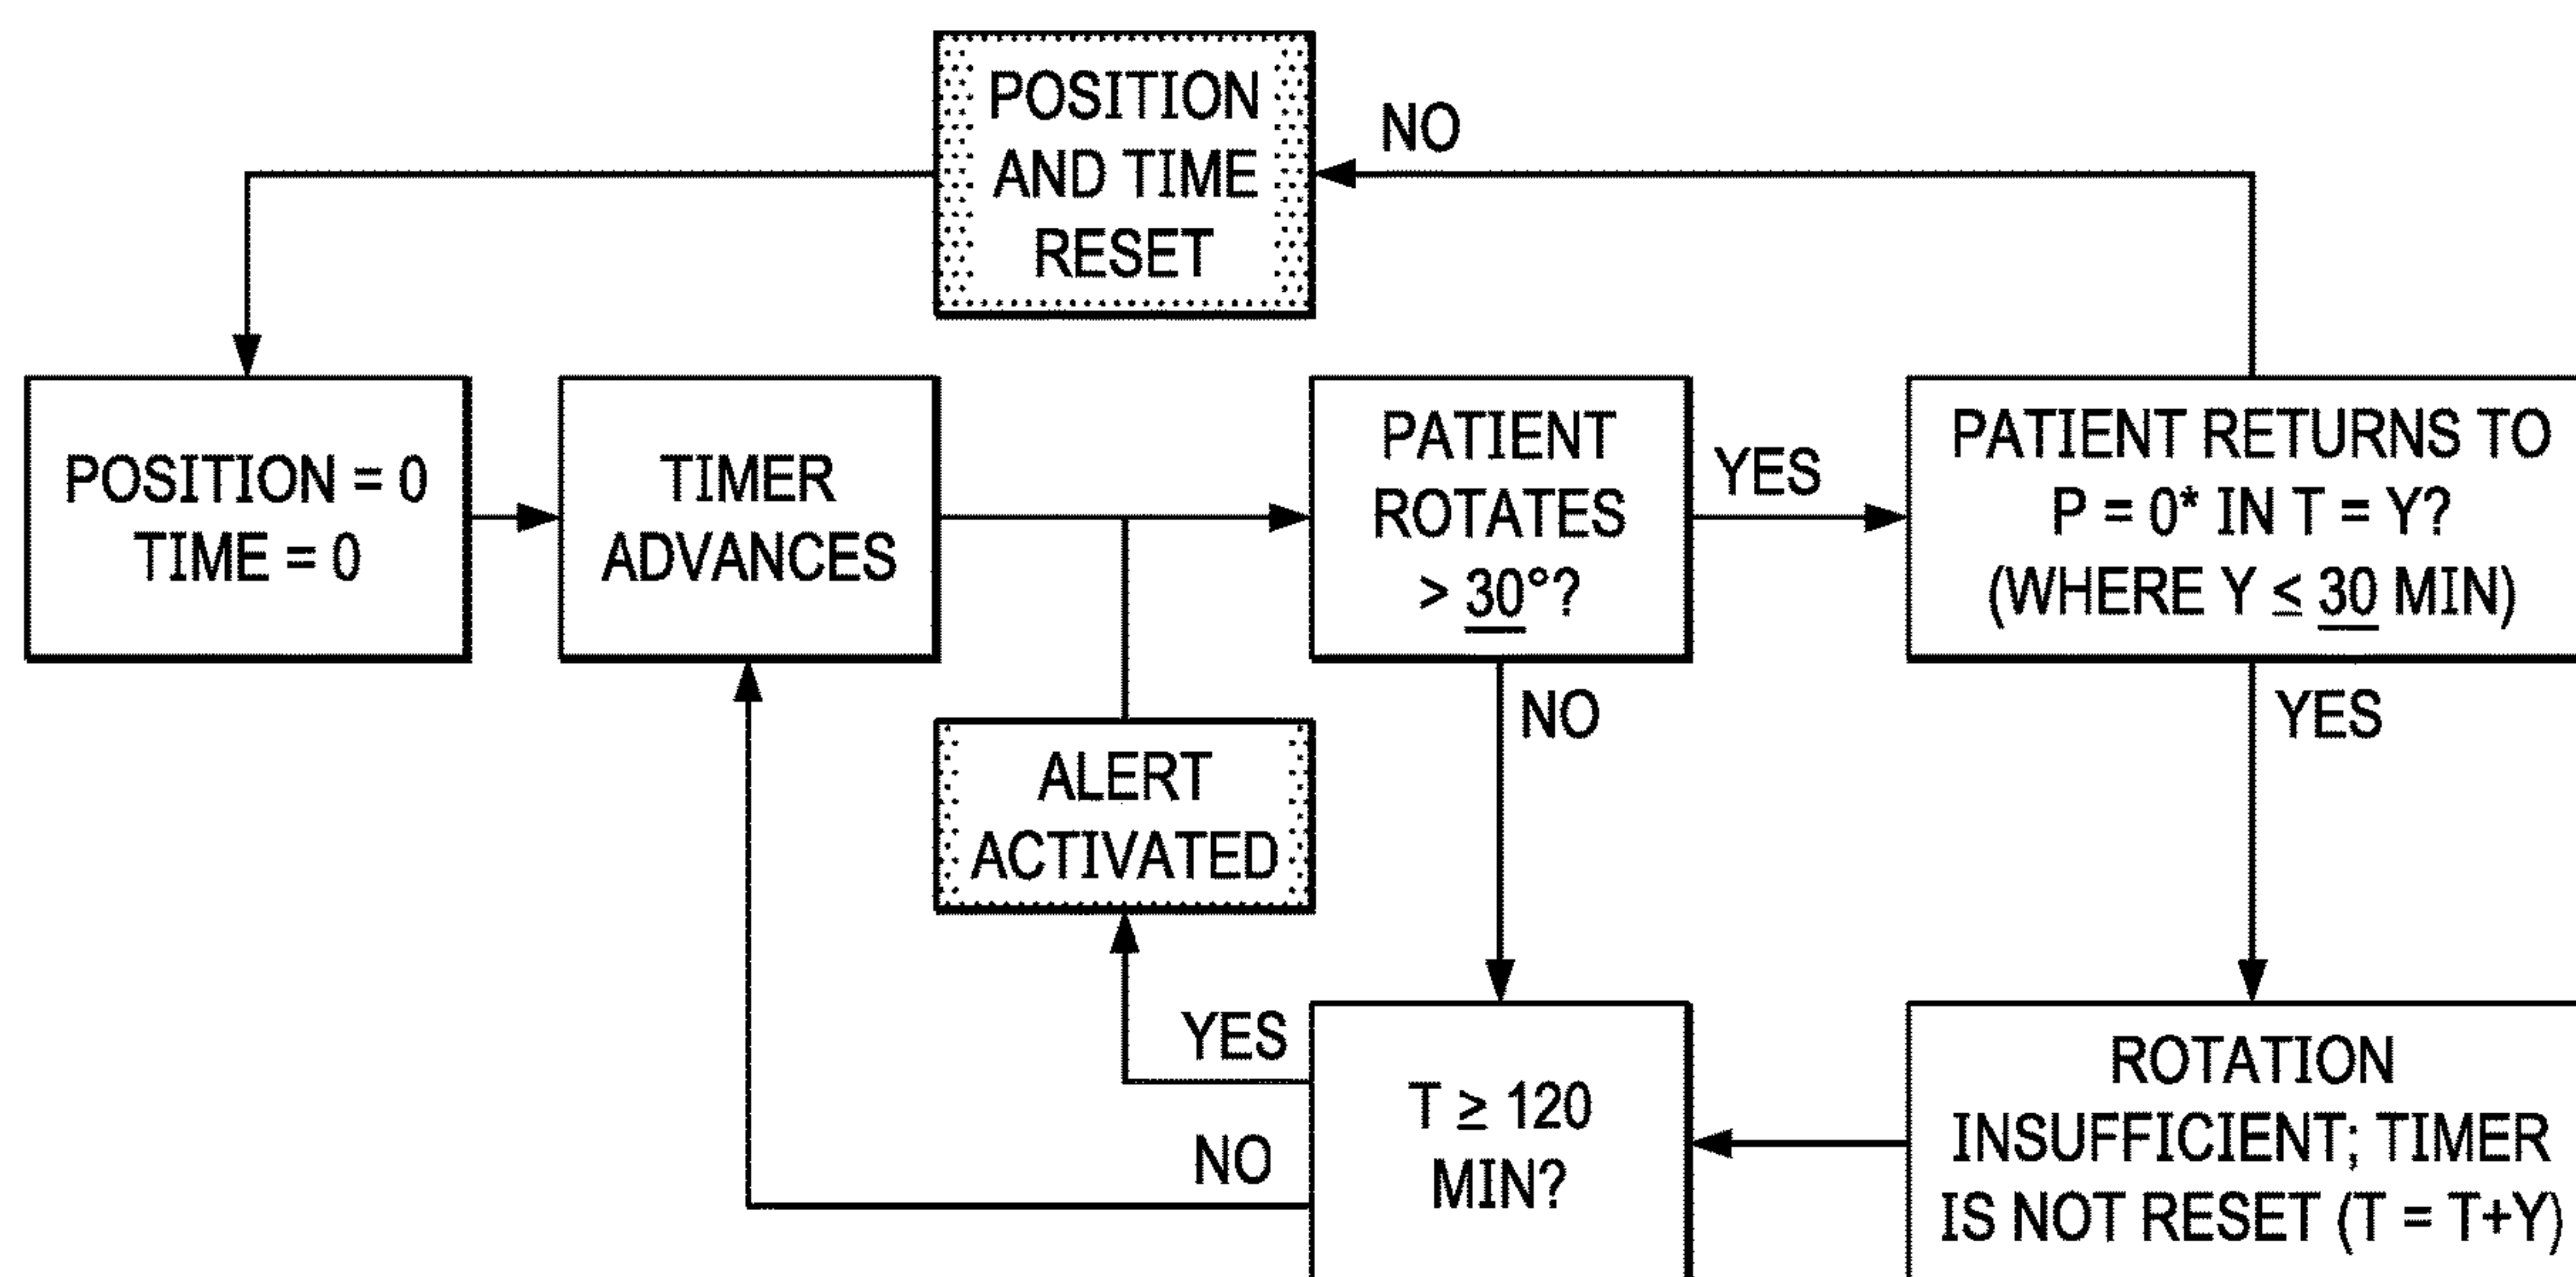 POSITION
AND TIME
RESET
NO
POSITION = 0
TIME = 0
TIMER
ADVANCES
PATIENT
ROTATES
> 30°?
YES
PATIENT RETURNS TO
P = 0* IN T = Y?
(WHERE Y ≤ 30 MIN)
NO
YES
ALERT
ACTIVATED
YES
NO
T ≥ 120
MIN?
ROTATION
INSUFFICIENT; TIMER
IS NOT RESET (T = T+Y)